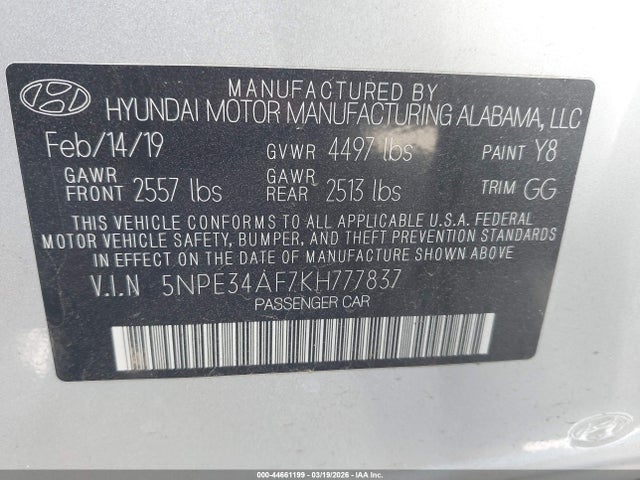 MANUFACTURED BY
HYUNDAI MOTOR MANUFACTURING ALABAMA, LLC
Feb/14/19 GVWR 4497 lbs PAINT Y8
GAWR FRONT 2557 lbs GAWR REAR 2513 lbs TRIM GG
THIS VEHICLE CONFORMS TO ALL APPLICABLE U.S.A. FEDERAL
MOTOR VEHICLE SAFETY, BUMPER, AND THEFT PREVENTION STANDARDS
IN EFFECT ON THE DATE OF MANUFACTURE SHOWN ABOVE
V.I.N 5NPE34AF7KH777837
PASSENGER CAR
000-44661199 - 03/19/2026 - IAA Inc.